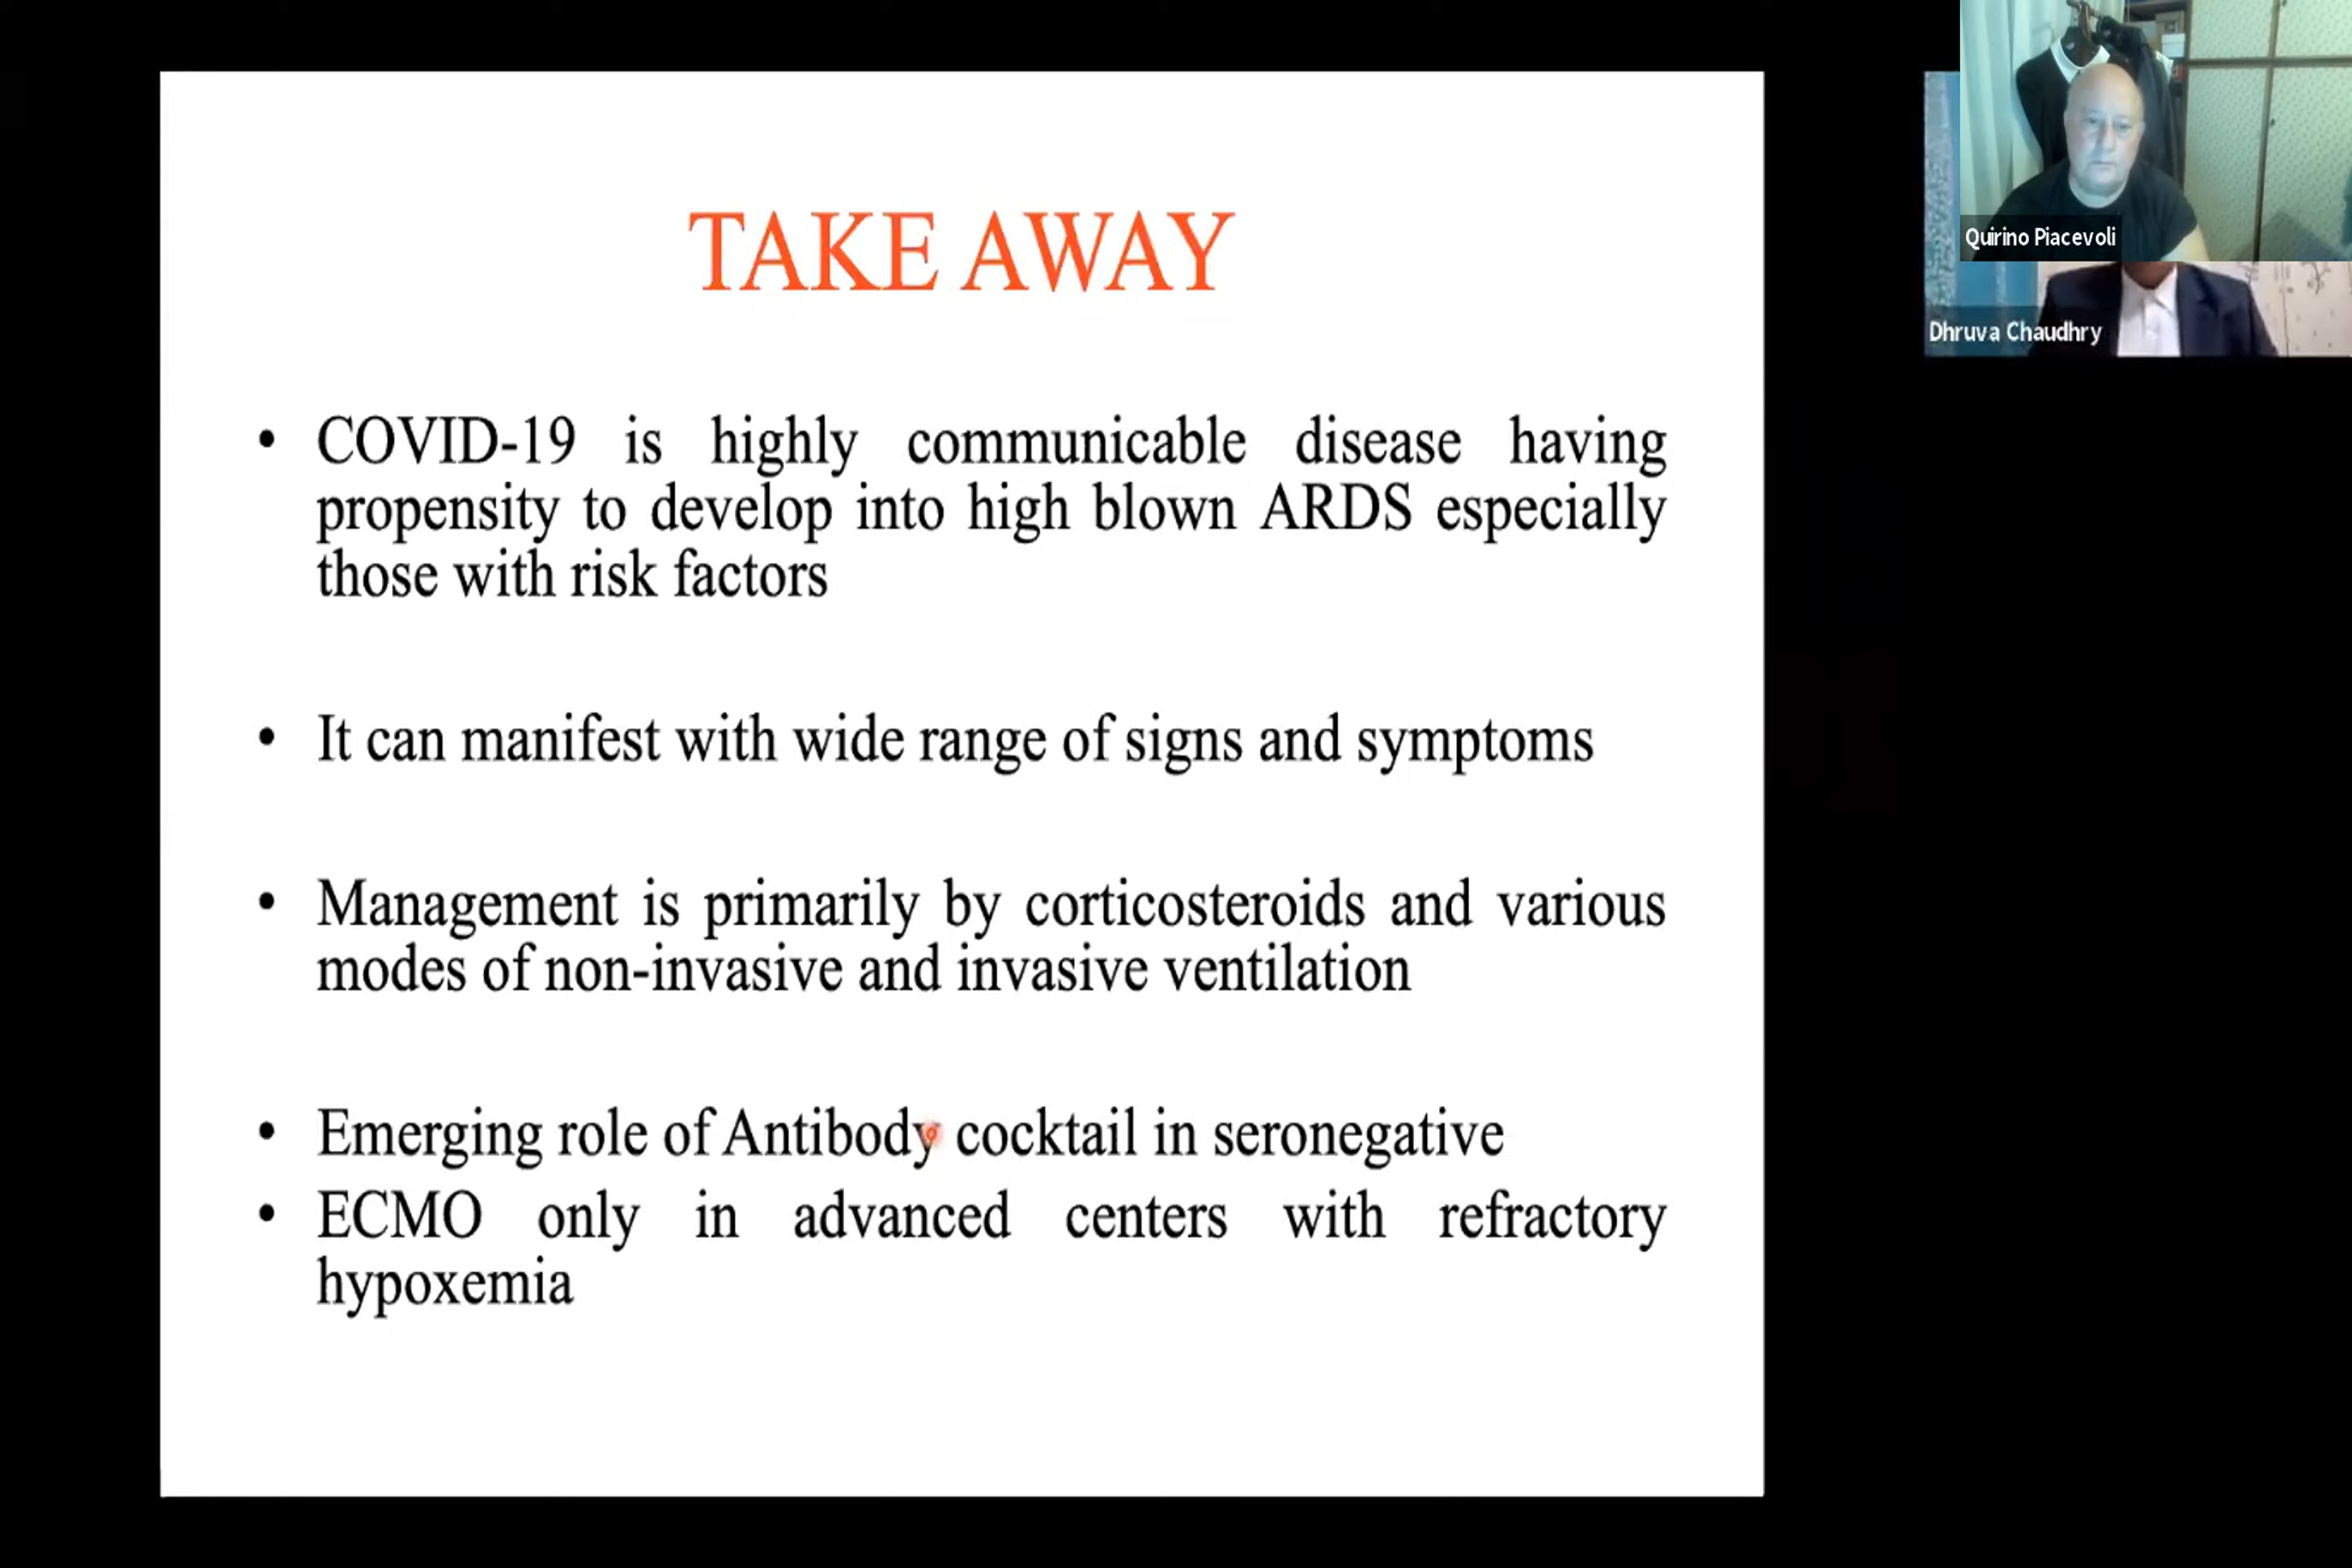 TAKE AWAY
• COVID-19 is highly communicable disease having
propensity to develop into high blown ARDS especially
those with risk factors
• It can manifest with wide range of signs and symptoms
• Management is primarily by corticosteroids and various
modes of non-invasive and invasive ventilation
• Emerging role of Antibody cocktail in seronegative
• ECMO only in advanced centers with refractory
hypoxemia
Quirino Piacevoli
Dhruva Chaudhry